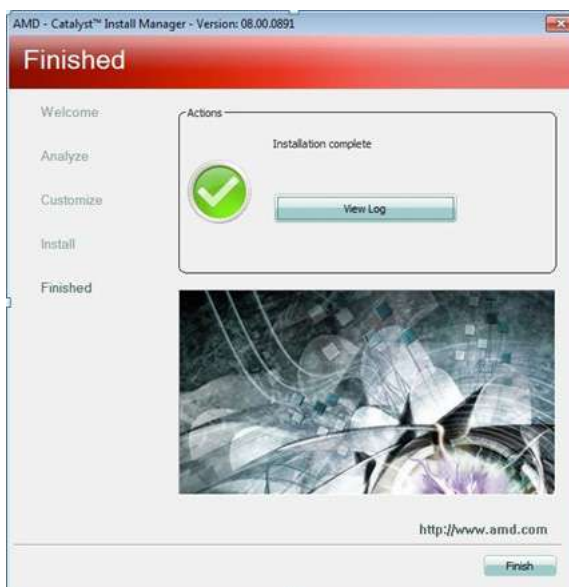 AMD - Catalyst™ Install Manager - Version: 08.00.0891
Finished
Welcome
Analyze
Customize
Install
Finished
Actions
Installation complete
View Log
http://www.amd.com
Finish